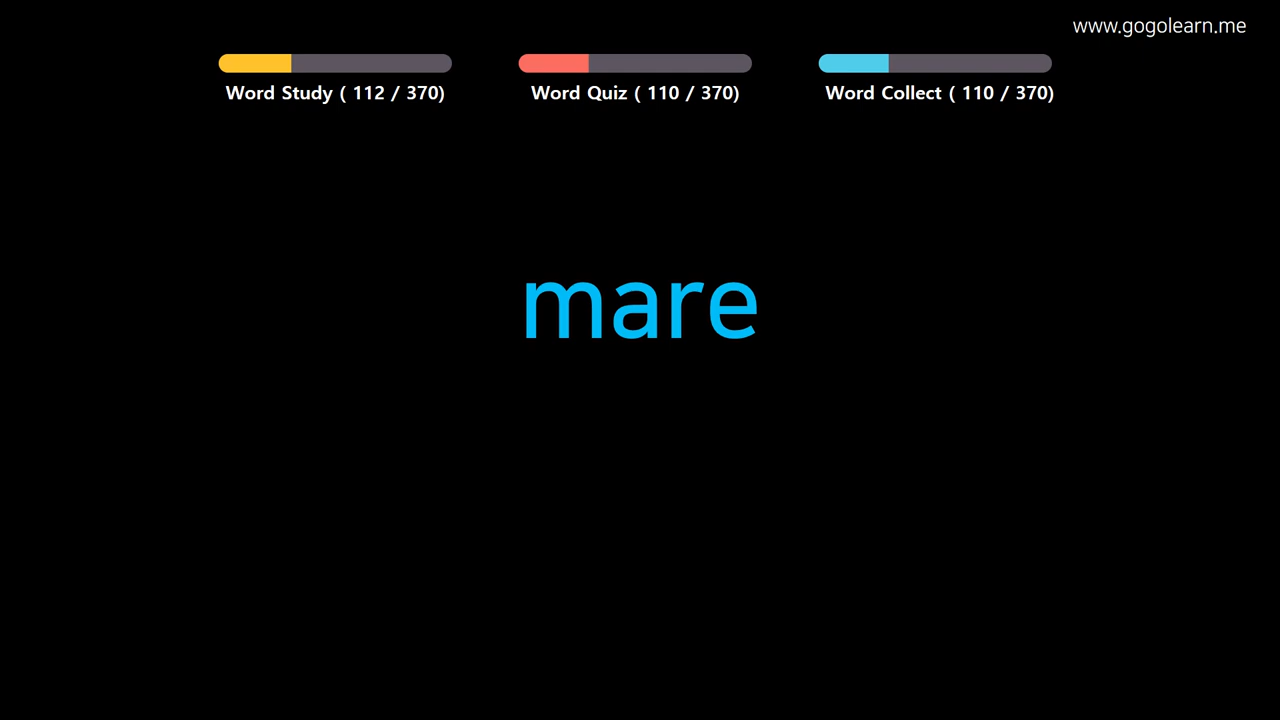 www.gogolearn.me
Word Study ( 112 / 370)
Word Quiz ( 110 / 370)
Word Collect ( 110 / 370)
mare